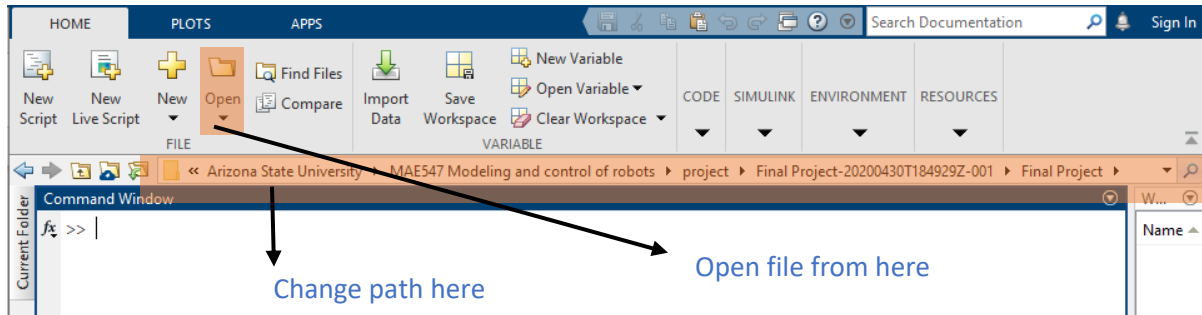 HOME PLOTS APPS Search Documentation Sign In
New Script
New Live Script
New
Open
Find Files
Compare
Import Data
Save Workspace
New Variable
Open Variable
Clear Workspace
CODE SIMULINK ENVIRONMENT RESOURCES
FILE VARIABLE
« Arizona State University MAE547 Modeling and control of robots project Final Project-20200430T184929Z-001 Final Project
Current Folder
Command Window W...
fx >> Name
Open file from here
Change path here